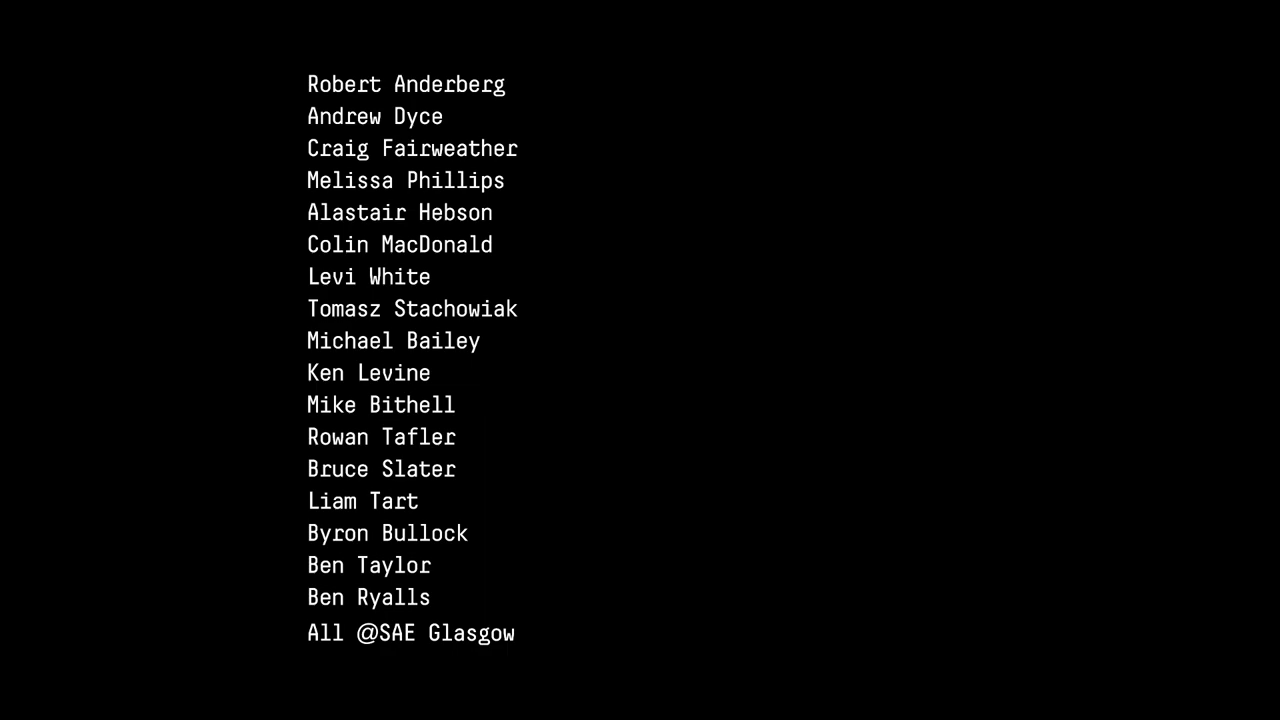 Robert Anderberg
Andrew Dyce
Craig Fairweather
Melissa Phillips
Alastair Hebson
Colin MacDonald
Levi White
Tomasz Stachowiak
Michael Bailey
Ken Levine
Mike Bithell
Rowan Tafler
Bruce Slater
Liam Tart
Byron Bullock
Ben Taylor
Ben Ryalls
All @SAE Glasgow